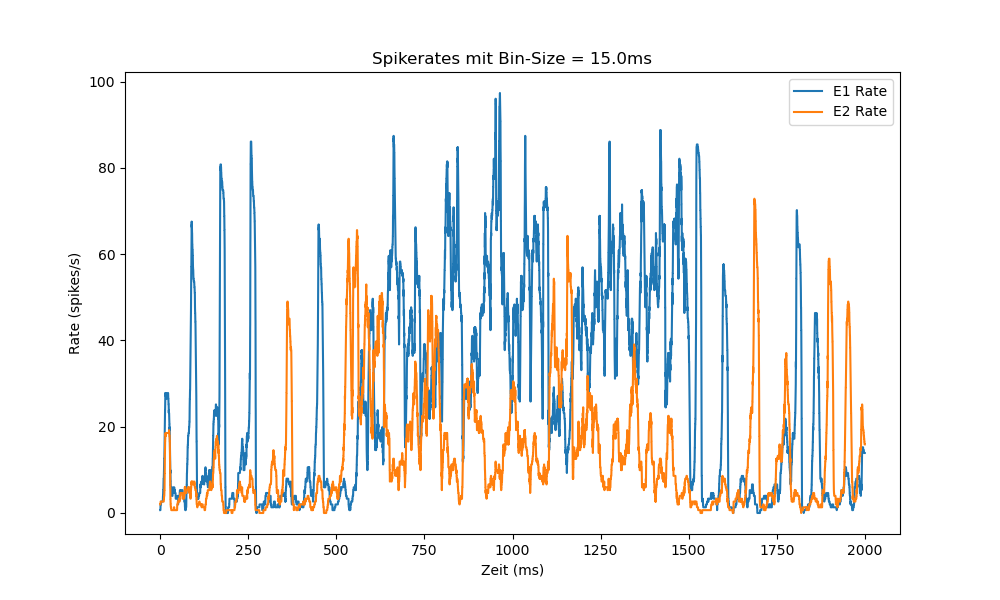 Spikerates mit Bin-Size = 15.0ms
E1 Rate
E2 Rate
100
80
60
40
20
0
Rate (spikes/s)
0 250 500 750 1000 1250 1500 1750 2000
Zeit (ms)